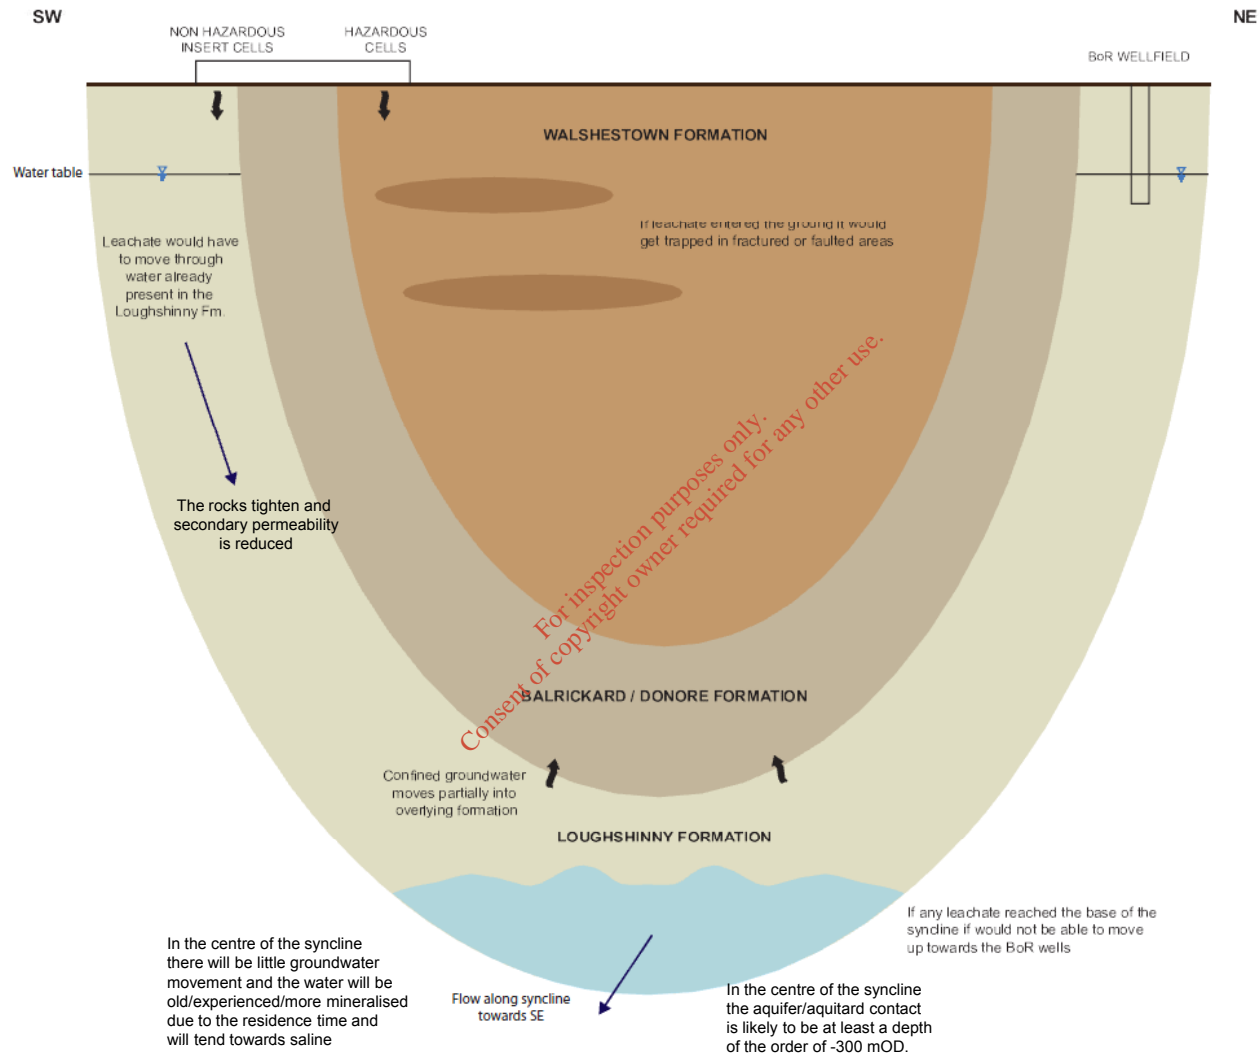 SW
NE
NON HAZARDOUS
INSERT CELLS
HAZARDOUS
CELLS
BoR WELLFIELD
WALSHESTOWN FORMATION
Water table
If leachate entered the ground it would
get trapped in fractured or faulted areas
Leachate would have
to move through
water already
present in the
Loughshinny Fm.
The rocks tighten and
secondary permeability
is reduced
For inspection purposes only.
Consent of copyright owner required for any other use.
BALRICKARD / DONORE FORMATION
Confined groundwater
moves partially into
overlying formation
LOUGHSHINNY FORMATION
If any leachate reached the base of the
syncline if would not be able to move
up towards the BoR wells
In the centre of the syncline
there will be little groundwater
movement and the water will be
old/experienced/more mineralised
due to the residence time and
will tend towards saline
Flow along syncline
towards SE
In the centre of the syncline
the aquifer/aquitard contact
is likely to be at least a depth
of the order of -300 mOD.